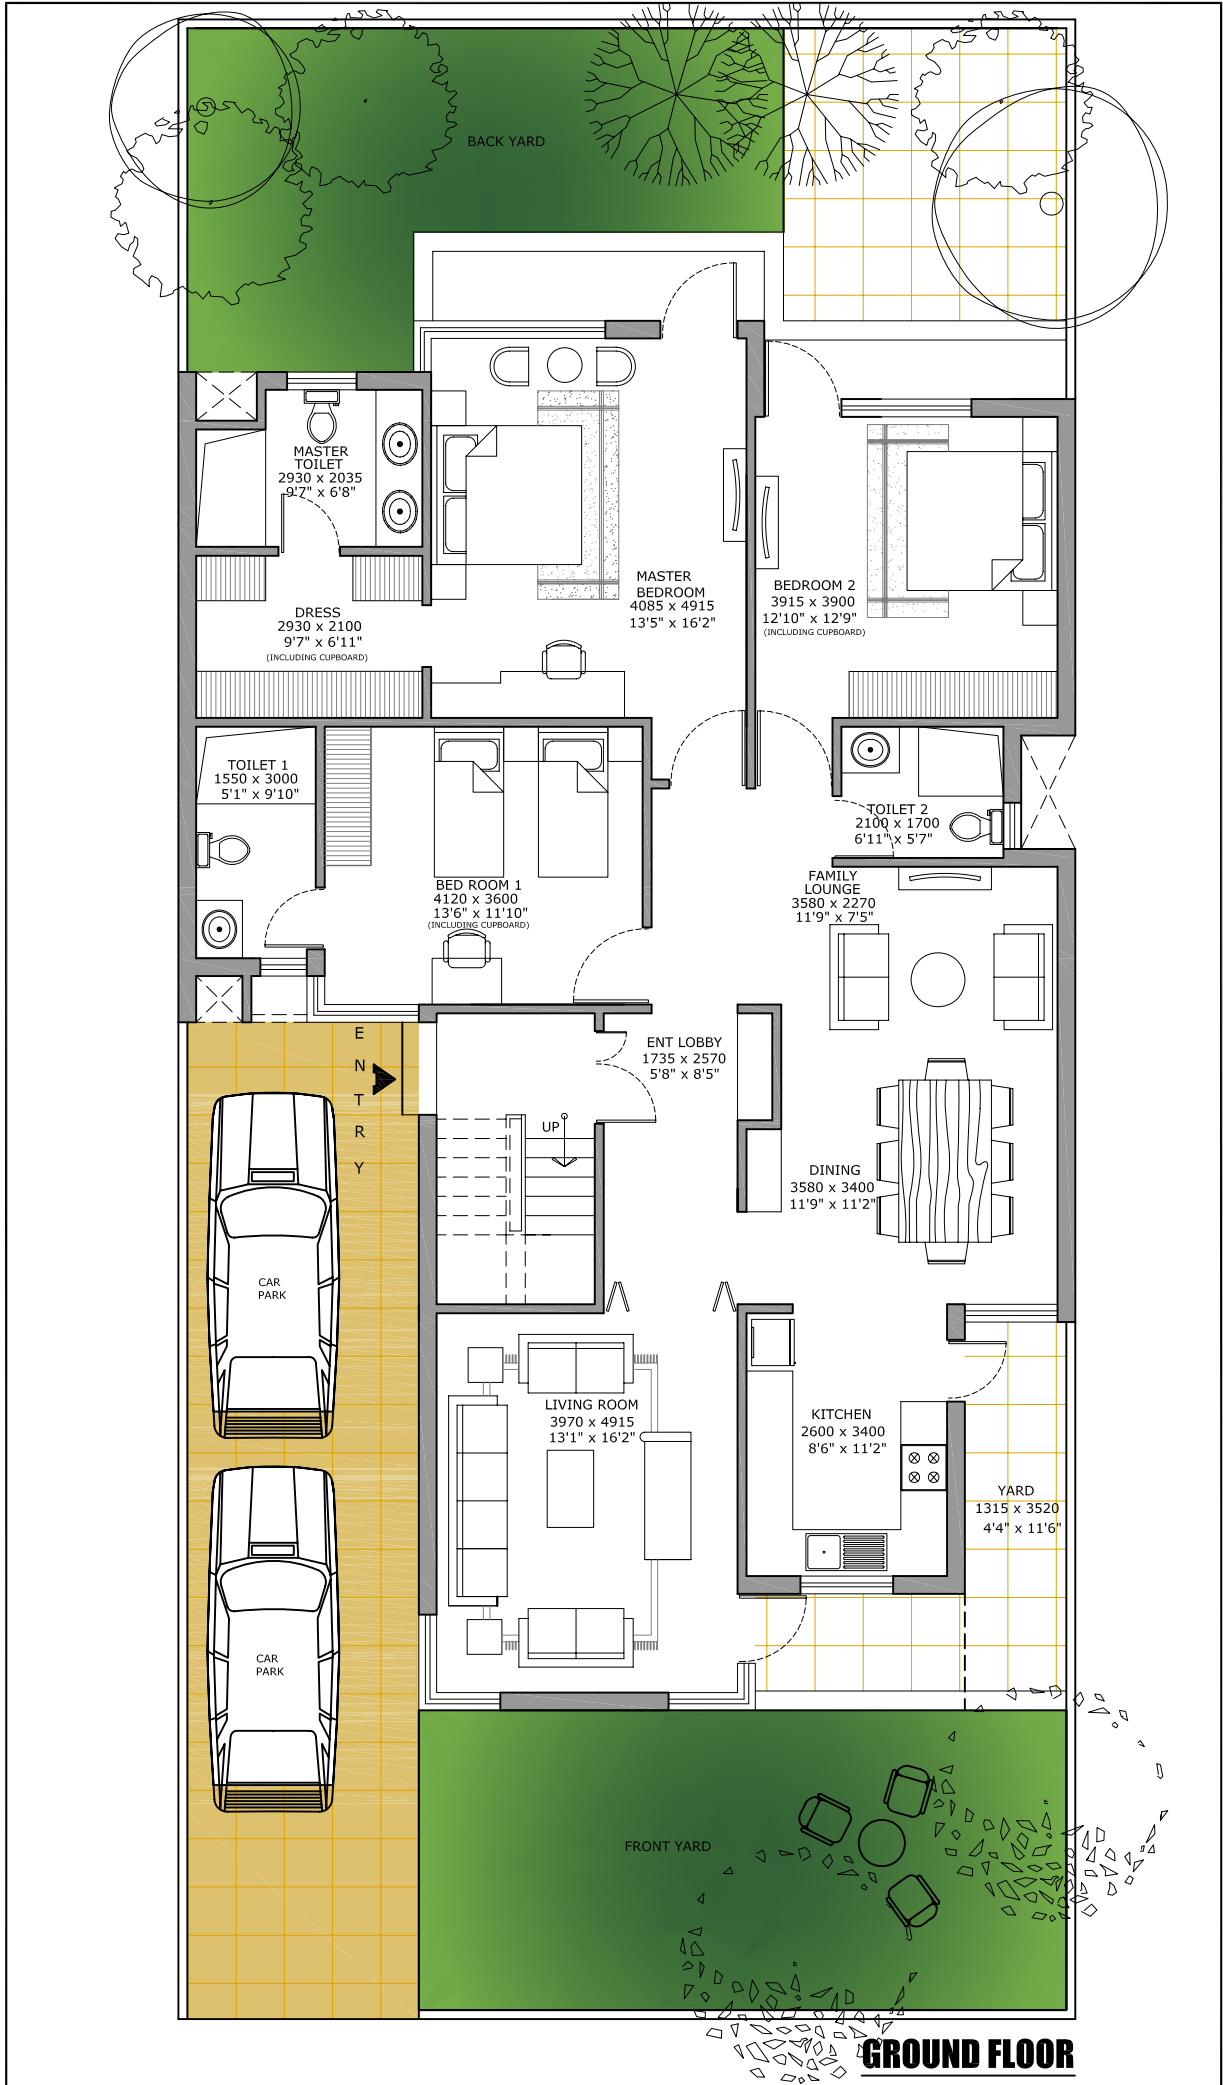 BACK YARD
MASTER
TOILET
2930 x 2035
9'7" x 6'8"
MASTER
BEDROOM
4085 x 4915
13'5" x 16'2"
BEDROOM 2
3915 x 3900
12'10" x 12'9"
(INCLUDING CUPBOARD)
DRESS
2930 x 2100
9'7" x 6'11"
(INCLUDING CUPBOARD)
TOILET 1
1550 x 3000
5'1" x 9'10"
TOILET 2
2100 x 1700
6'11" x 5'7"
BED ROOM 1
4120 x 3600
13'6" x 11'10"
(INCLUDING CUPBOARD)
FAMILY
LOUNGE
3580 x 2270
11'9" x 7'5"
E
N
T
R
Y
ENT LOBBY
1735 x 2570
5'8" x 8'5"
UP
DINING
3580 x 3400
11'9" x 11'2"
CAR
PARK
LIVING ROOM
3970 x 4915
13'1" x 16'2"
KITCHEN
2600 x 3400
8'6" x 11'2"
YARD
1315 x 3520
4'4" x 11'6"
CAR
PARK
FRONT YARD
GROUND FLOOR